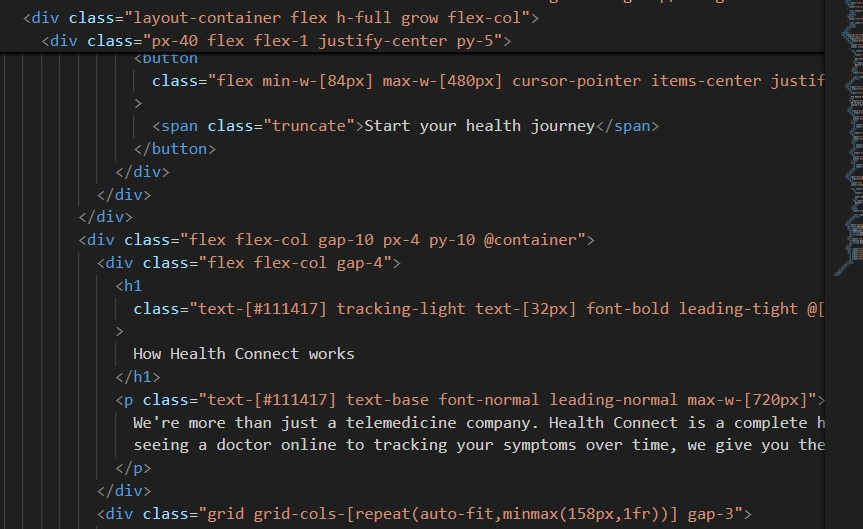 <div class="layout-container flex h-full grow flex-col">
<div class="px-40 flex flex-1 justify-center py-5">
<button
class="flex min-w-[84px] max-w-[480px] cursor-pointer items-center justif
>
<span class="truncate">Start your health journey</span>
</button>
</div>
</div>
</div>
<div class="flex flex-col gap-10 px-4 py-10 @container">
<div class="flex flex-col gap-4">
<h1
class="text-[#111417] tracking-light text-[32px] font-bold leading-tight @[
>
How Health Connect works
</h1>
<p class="text-[#111417] text-base font-normal leading-normal max-w-[720px]">
We're more than just a telemedicine company. Health Connect is a complete h
seeing a doctor online to tracking your symptoms over time, we give you the
</p>
</div>
<div class="grid grid-cols-[repeat(auto-fit,minmax(158px,1fr))] gap-3">